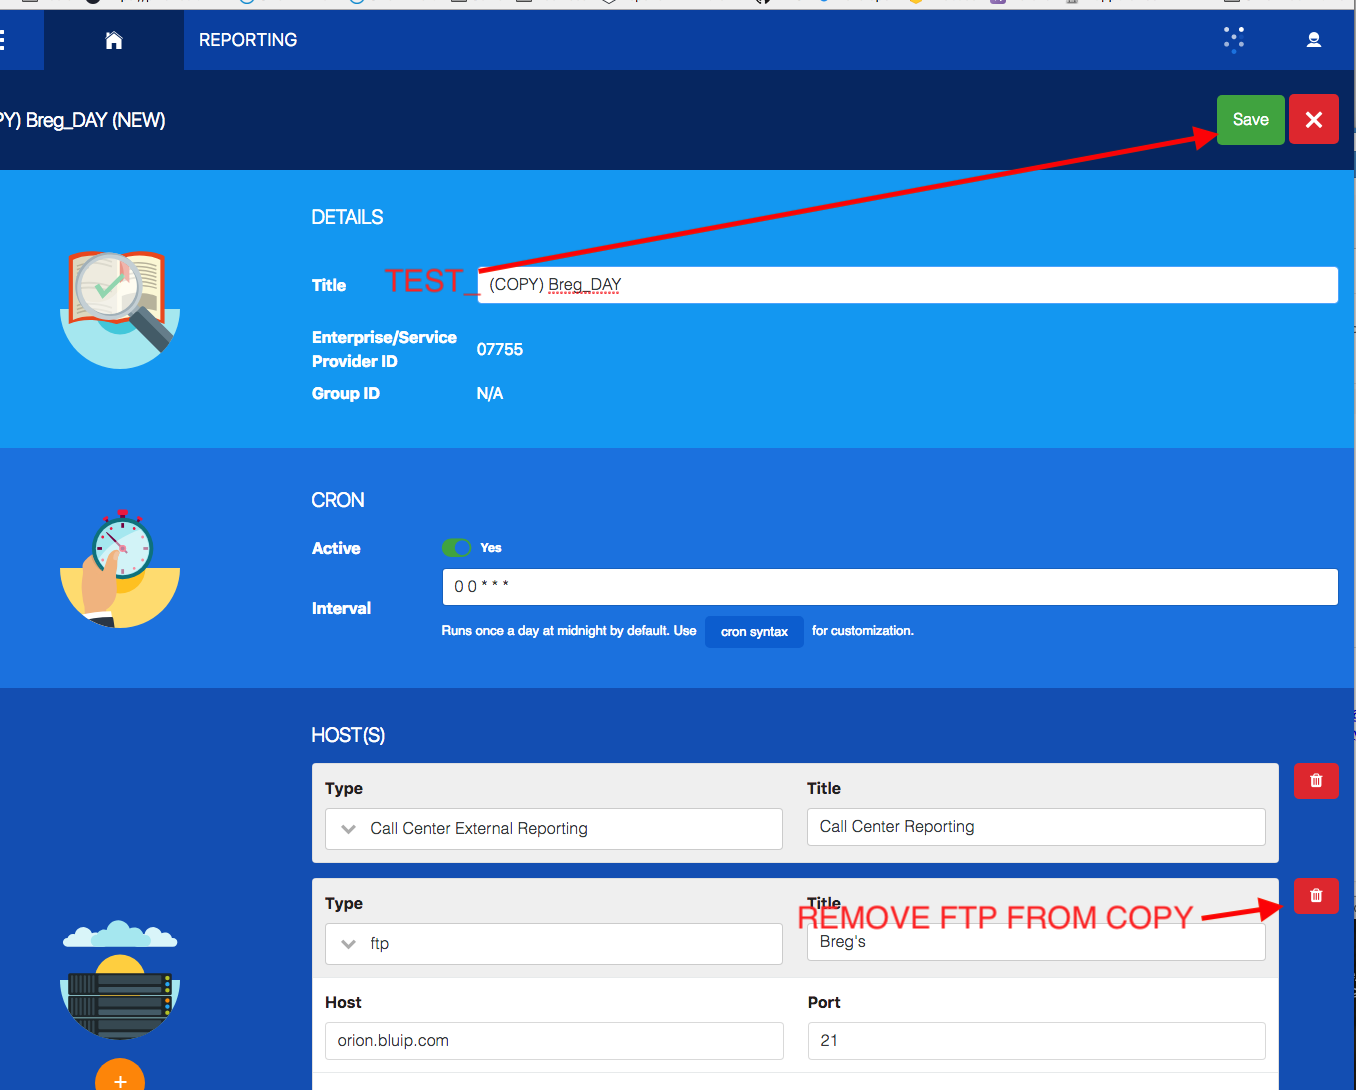 REPORTING
PY) Breg_DAY (NEW)
Save
DETAILS
Title
TEST_
(COPY) Breg_DAY
Enterprise/Service
Provider ID
07755
Group ID
N/A
CRON
Active
Yes
0 0 * * *
Interval
Runs once a day at midnight by default. Use cron syntax for customization.
HOST(S)
Type
Title
Call Center External Reporting
Call Center Reporting
Type
Title
REMOVE FTP FROM COPY
ftp
Breg's
Host
Port
orion.bluip.com
21